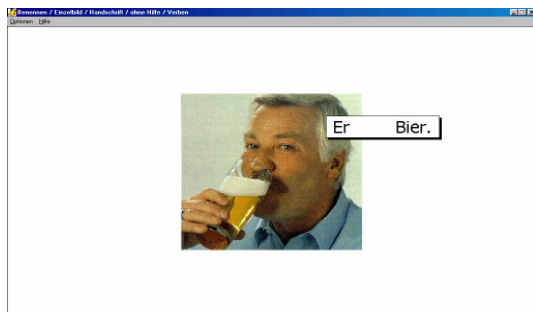 Benennen / Einzelbild / Handschrift / ohne Hilfe / Verben
Optionen Hilfe
Er Bier.